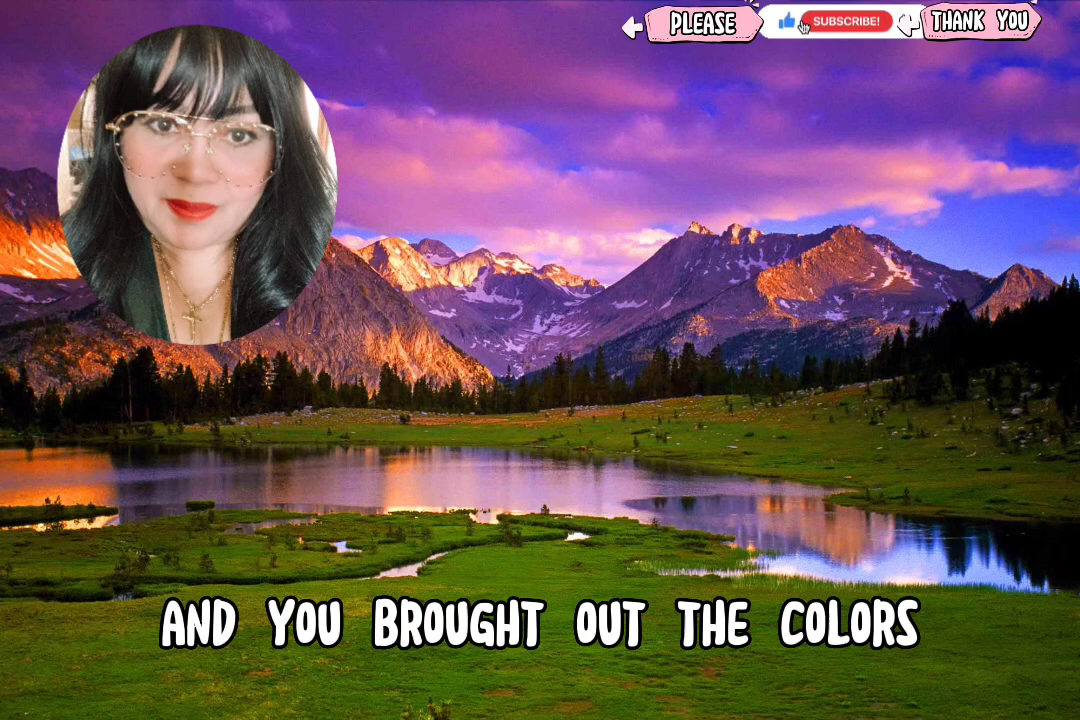 PLEASE SUBSCRIBE! THANK YOU
AND YOU BROUGHT OUT THE COLORS